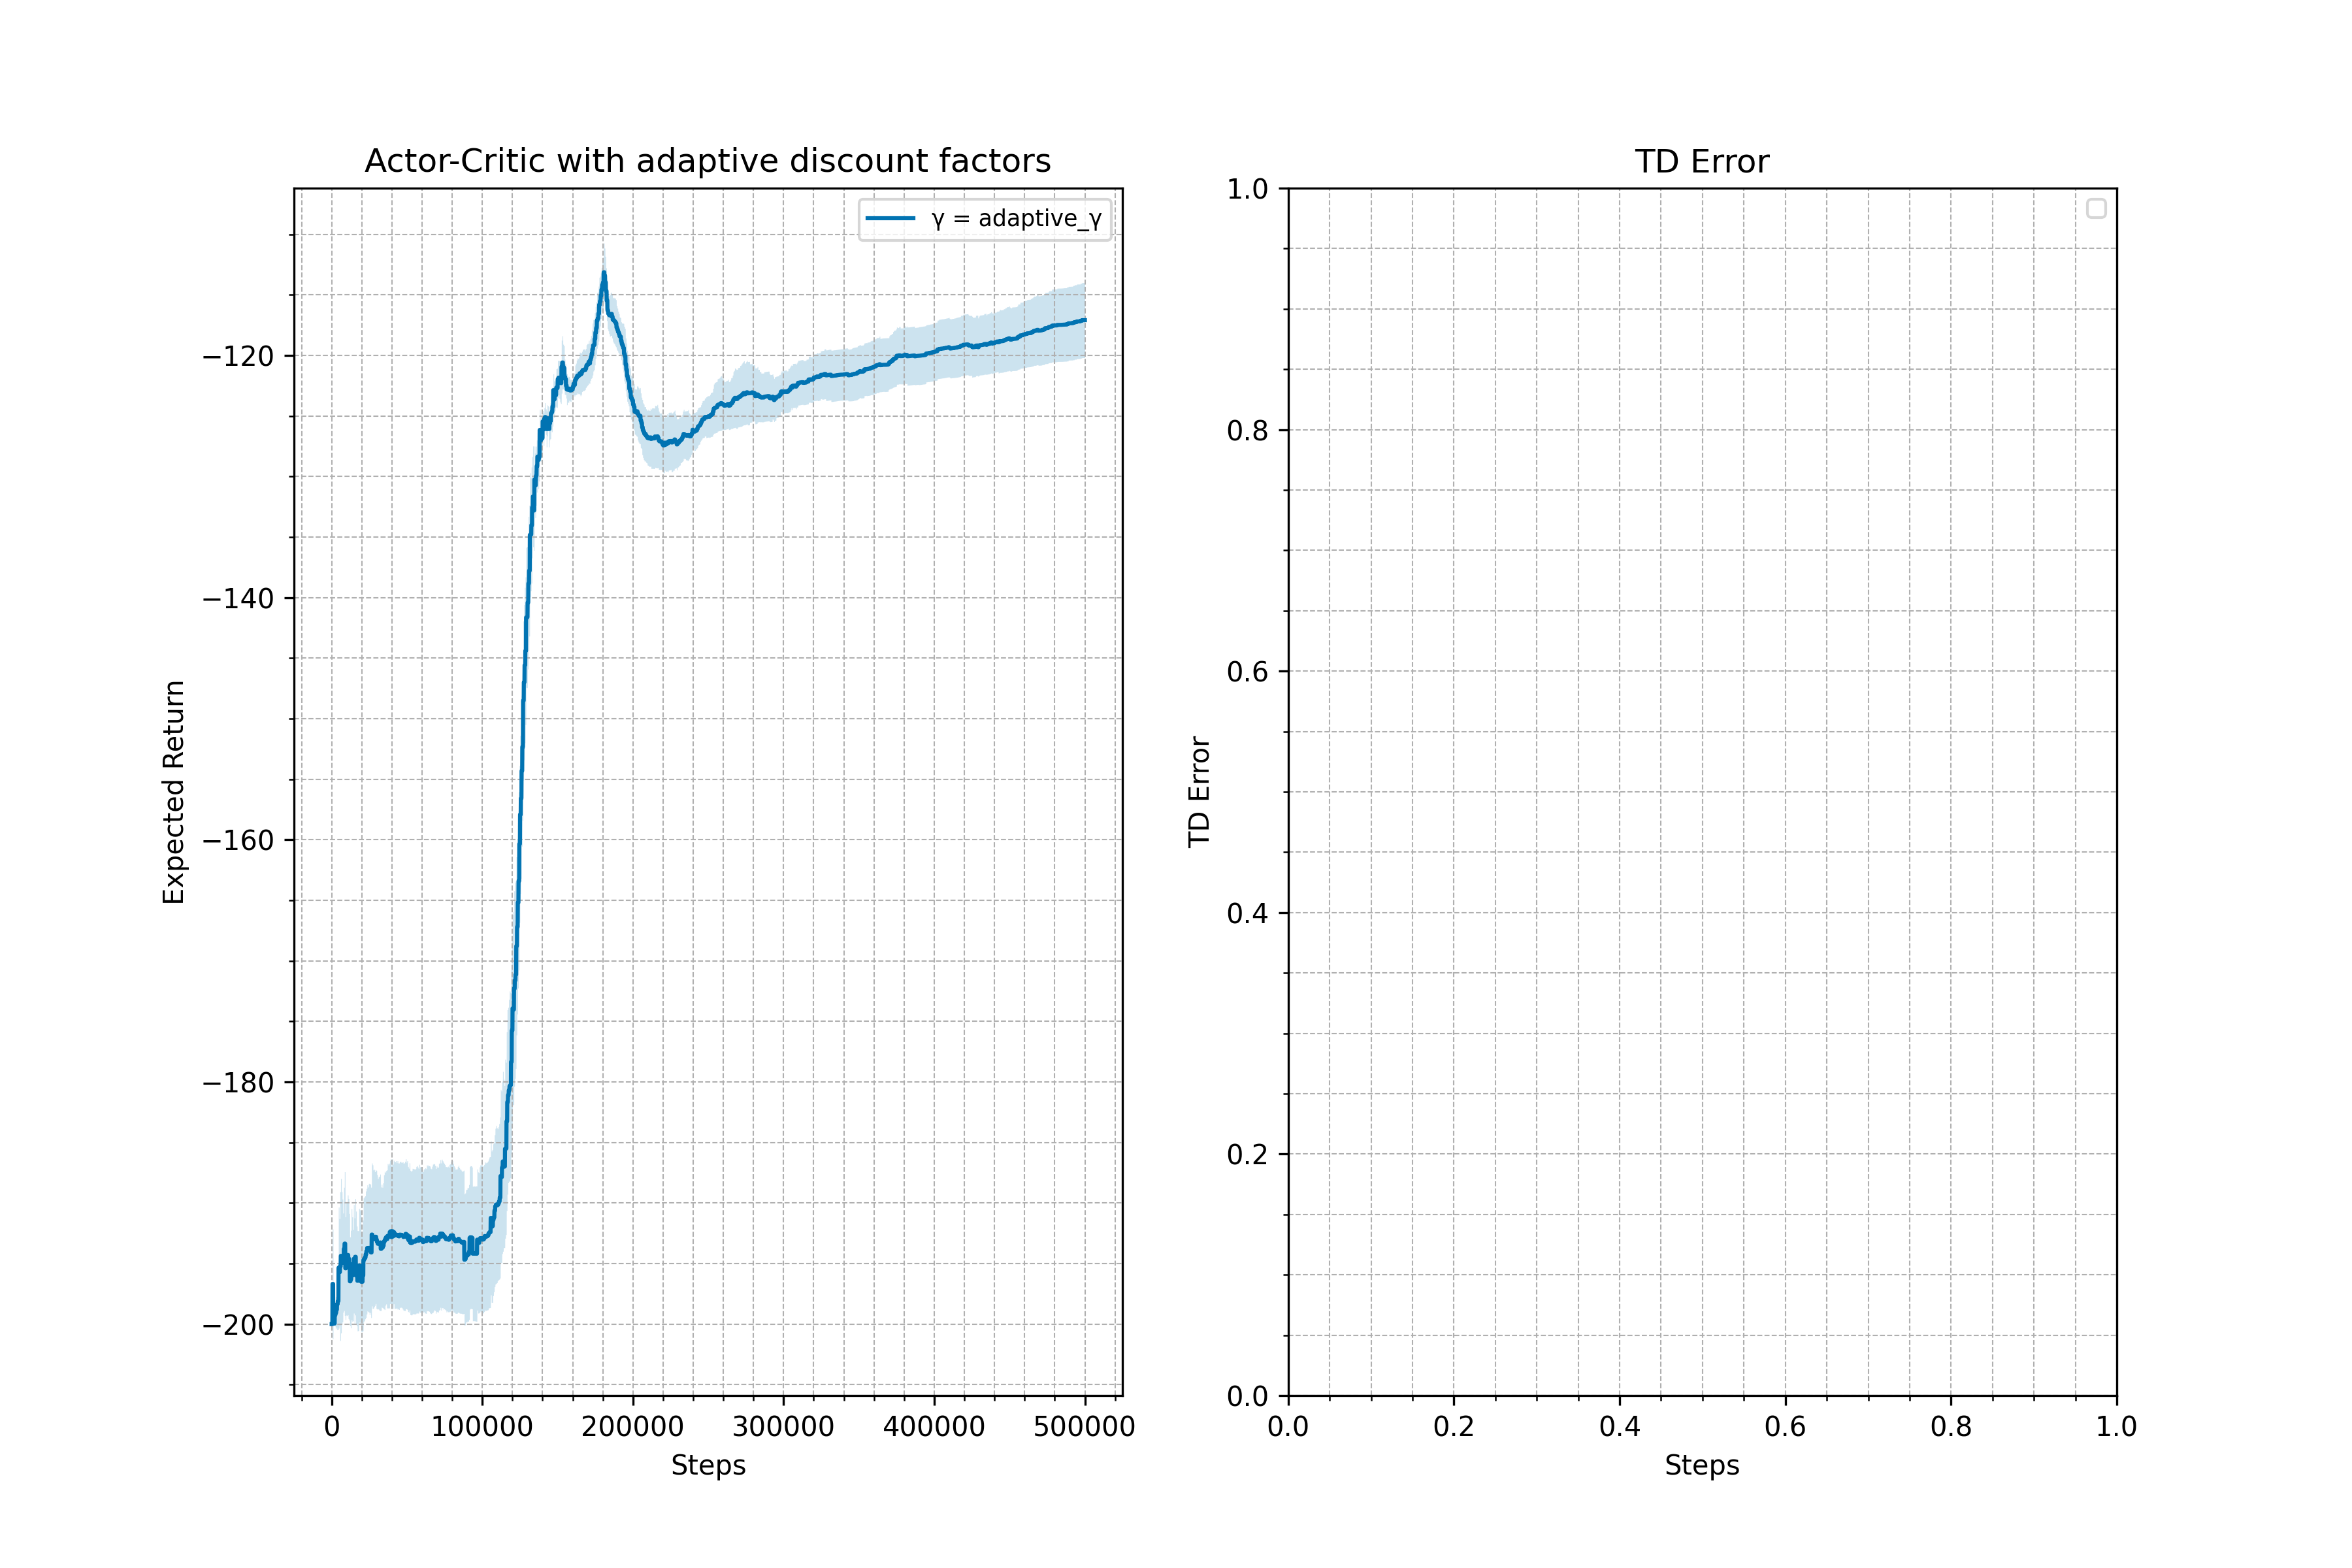 Actor-Critic with adaptive discount factors
γ = adaptive_γ
Expected Return
−120
−140
−160
−180
−200
0 100000 200000 300000 400000 500000
Steps
TD Error
TD Error
1.0
0.8
0.6
0.4
0.2
0.0
0.0 0.2 0.4 0.6 0.8 1.0
Steps